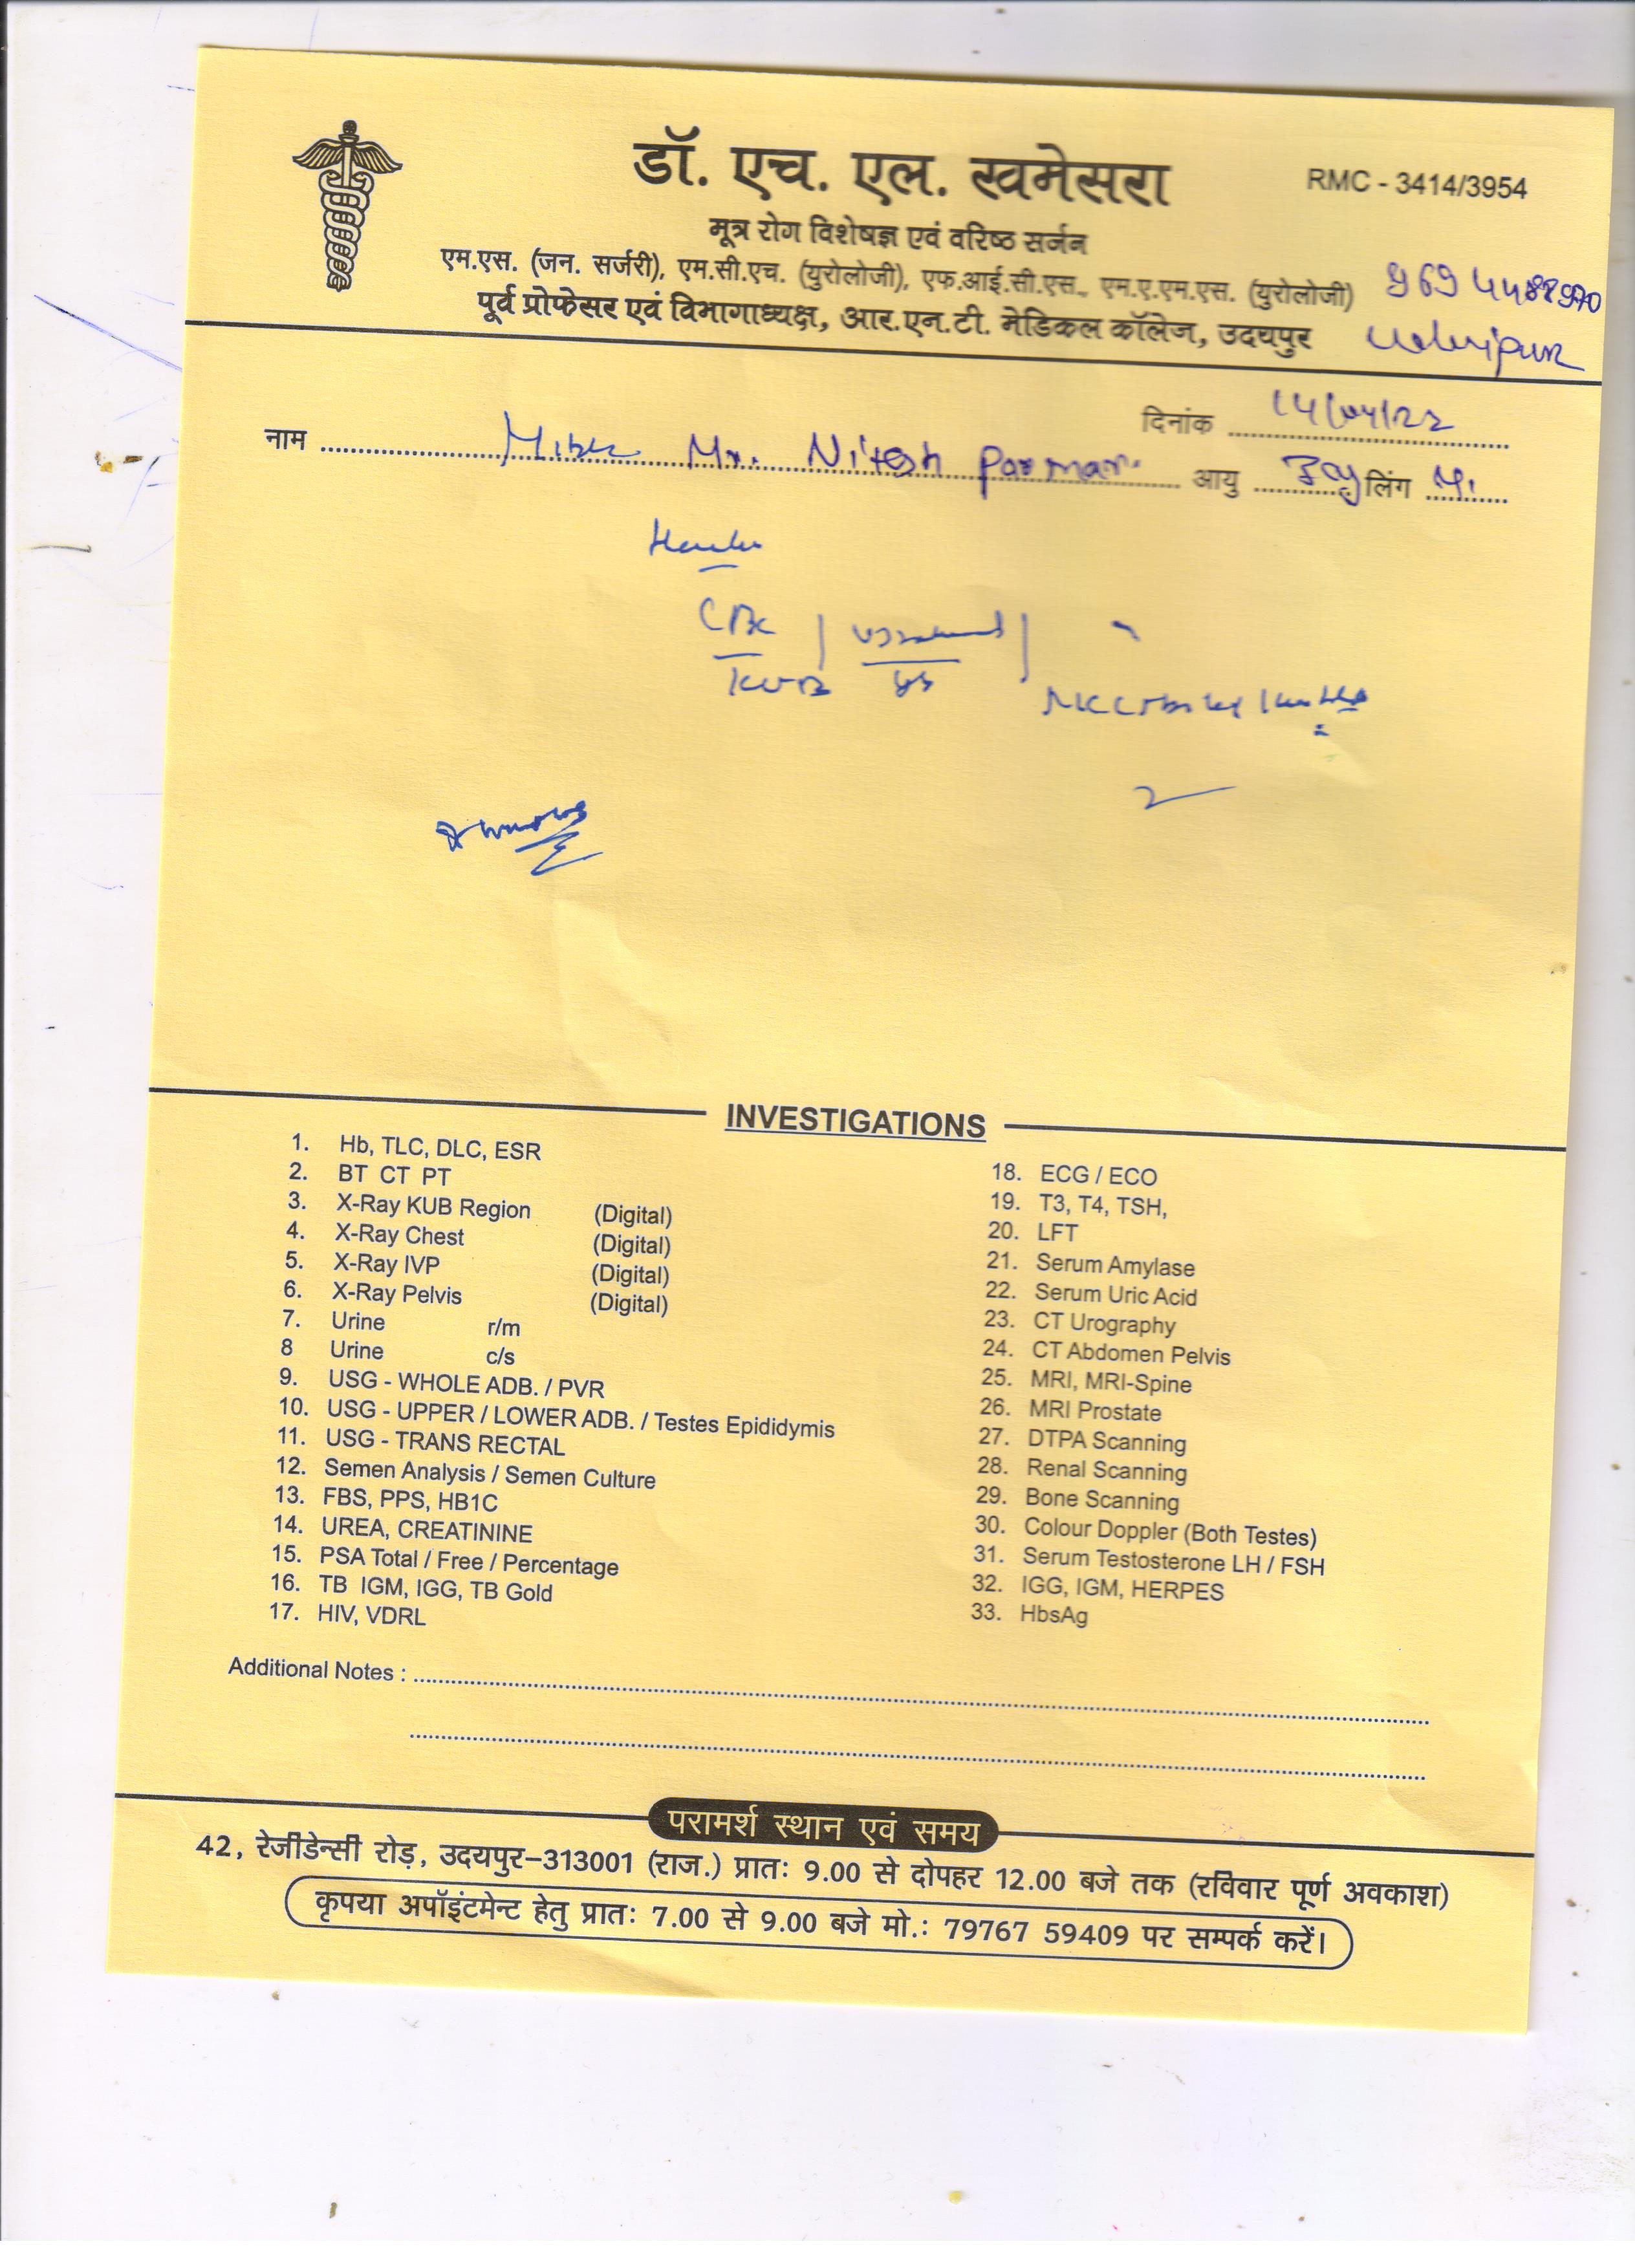 डॉ. एच. एल. खमेसरा
RMC - 3414/3954
मूत्र रोग विशेषज्ञ एवं वरिष्ठ सर्जन
एम.एस. (जन. सर्जरी), एम.सी.एच. (युरोलोजी), एफ.आई.सी.एस., एम.ए.एम.एस. (युरोलोजी)
पूर्व प्रोफेसर एवं विभागाध्यक्ष, आर.एन.टी. मेडिकल कॉलेज, उदयपुर
Udaipur
दिनांक 14/04/22
नाम Mr. Nitesh Parmar. आयु लिंग M.
CBC
KUB
INVESTIGATIONS
1. Hb, TLC, DLC, ESR
2. BT CT PT
3. X-Ray KUB Region (Digital)
4. X-Ray Chest (Digital)
5. X-Ray IVP (Digital)
6. X-Ray Pelvis (Digital)
7. Urine r/m
8 Urine c/s
9. USG - WHOLE ADB. / PVR
10. USG - UPPER / LOWER ADB. / Testes Epididymis
11. USG - TRANS RECTAL
12. Semen Analysis / Semen Culture
13. FBS, PPS, HB1C
14. UREA, CREATININE
15. PSA Total / Free / Percentage
16. TB IGM, IGG, TB Gold
17. HIV, VDRL
18. ECG / ECO
19. T3, T4, TSH,
20. LFT
21. Serum Amylase
22. Serum Uric Acid
23. CT Urography
24. CT Abdomen Pelvis
25. MRI, MRI-Spine
26. MRI Prostate
27. DTPA Scanning
28. Renal Scanning
29. Bone Scanning
30. Colour Doppler (Both Testes)
31. Serum Testosterone LH / FSH
32. IGG, IGM, HERPES
33. HbsAg
Additional Notes :
परामर्श स्थान एवं समय
42, रेजीडेन्सी रोड़, उदयपुर-313001 (राज.) प्रातः 9.00 से दोपहर 12.00 बजे तक (रविवार पूर्ण अवकाश)
कृपया अपॉइंटमेन्ट हेतु प्रातः 7.00 से 9.00 बजे मो.: 79767 59409 पर सम्पर्क करें।